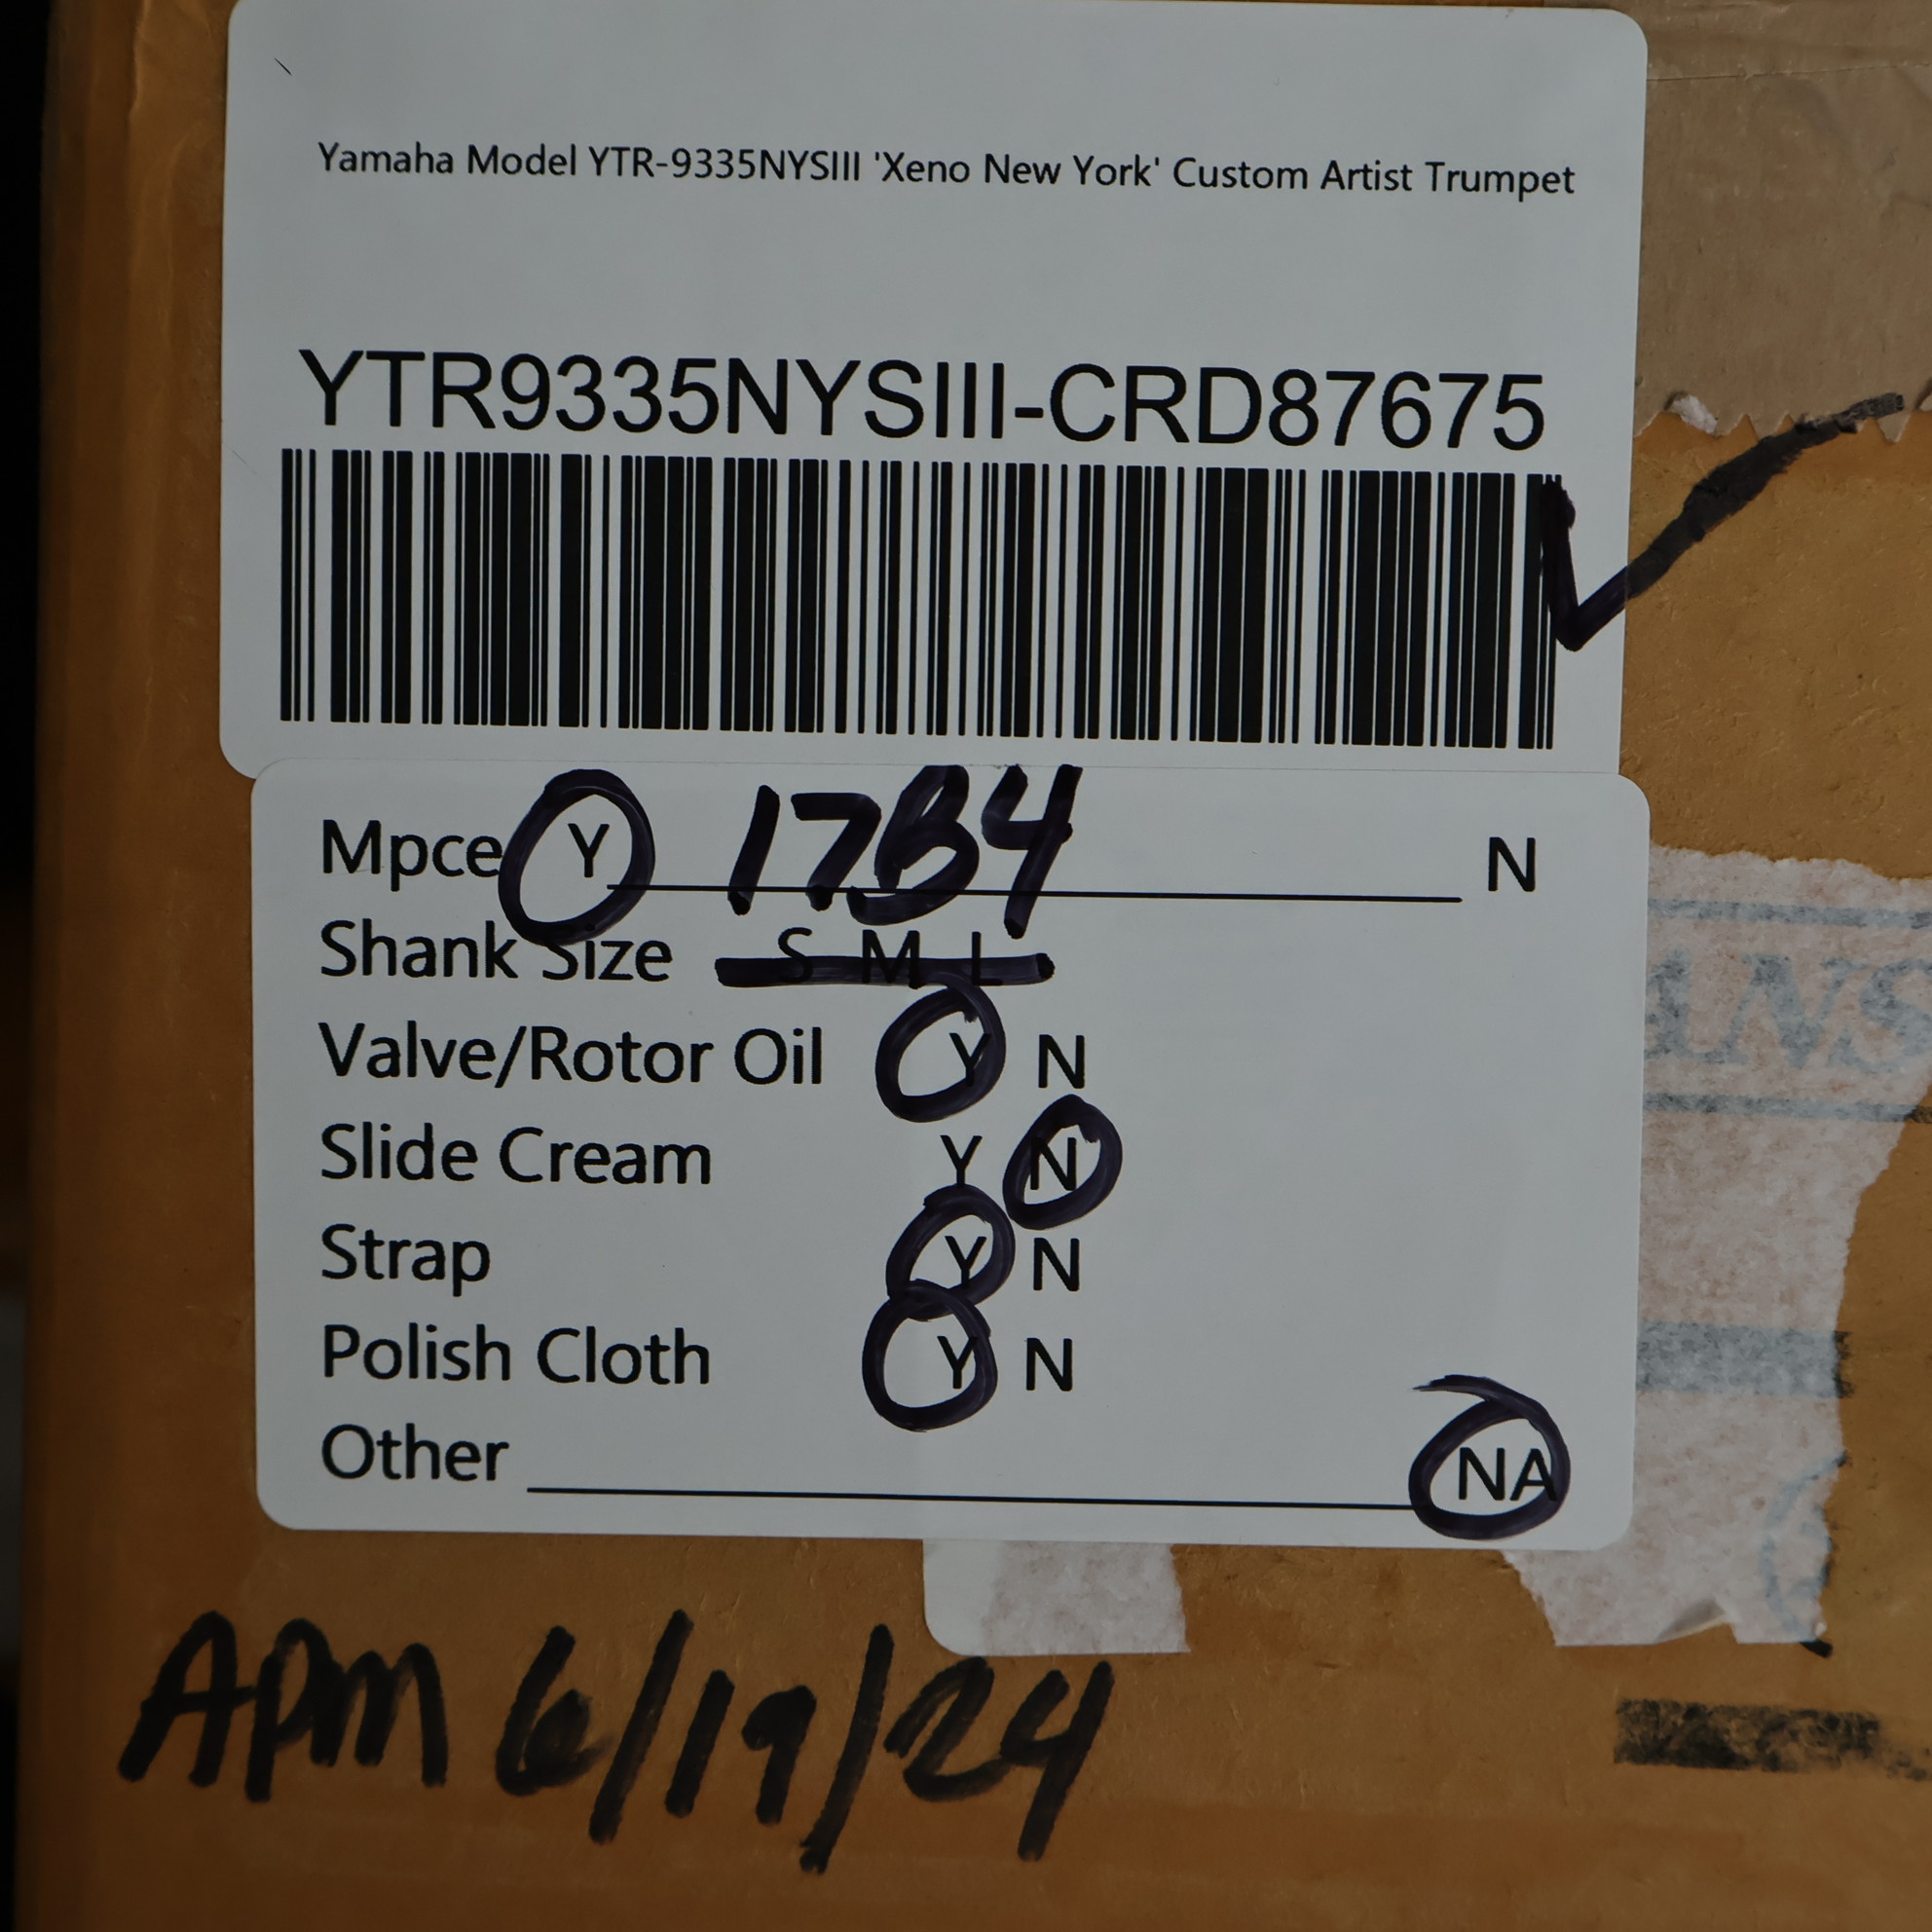 Yamaha Model YTR-9335NYSIII 'Xeno New York' Custom Artist Trumpet
YTR9335NYSIII-CRD87675
Mpce Y 17B4 N
Shank Size S M L
Valve/Rotor Oil Y N
Slide Cream Y N
Strap Y N
Polish Cloth Y N
Other NA
APM 6/19/24